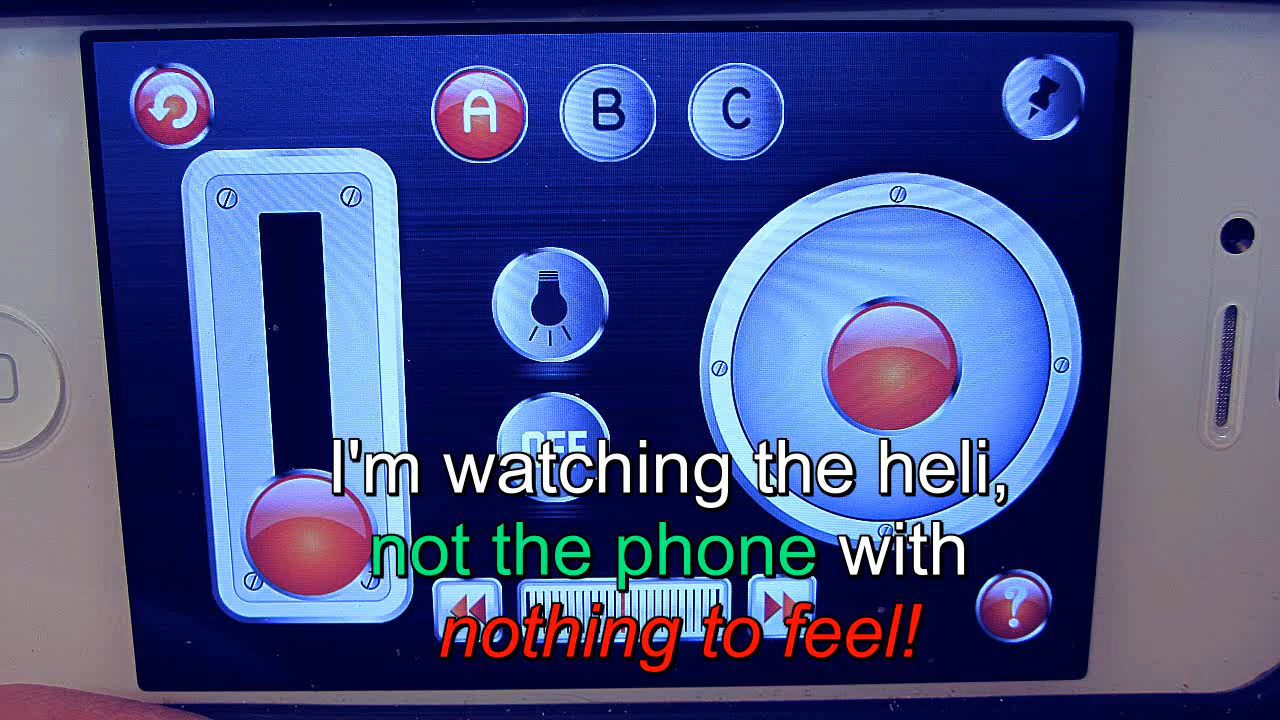 A B C
OFF
I'm watching the heli,
not the phone with
nothing to feel!
?